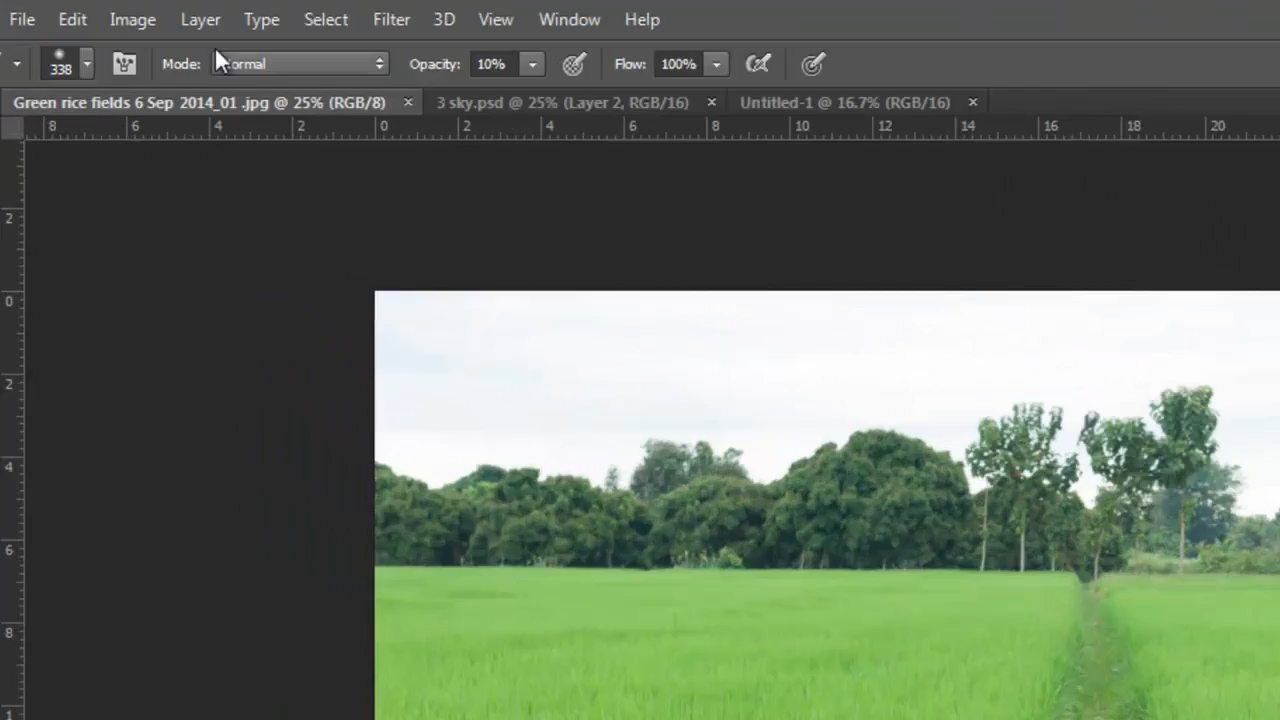 File Edit Image Layer Type Select Filter 3D View Window Help
338 Mode: Normal Opacity: 10% Flow: 100%
Green rice fields 6 Sep 2014_01 .jpg @ 25% (RGB/8) × 3 sky.psd @ 25% (Layer 2, RGB/16) × Untitled-1 @ 16.7% (RGB/16) ×
8 6 4 2 0 2 4 6 8 10 12 14 16 18 20
2
0
2
4
6
8
1